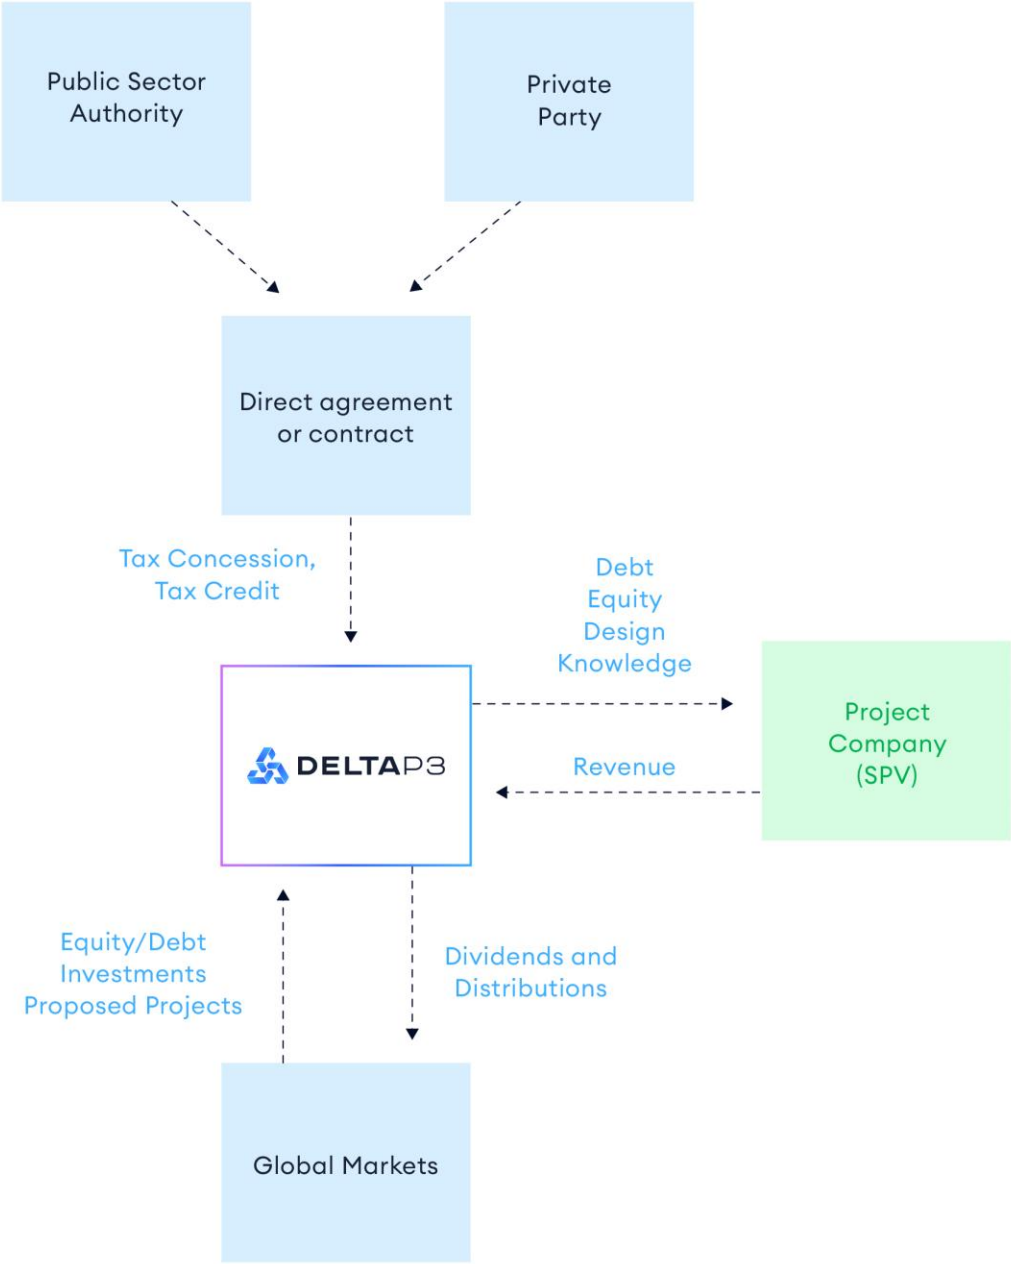 Public Sector
Authority
Private
Party
Direct agreement
or contract
Tax Concession,
Tax Credit
Debt
Equity
Design
Knowledge
Project
Company
(SPV)
DELTAP3
Revenue
Equity/Debt
Investments
Proposed Projects
Dividends and
Distributions
Global Markets